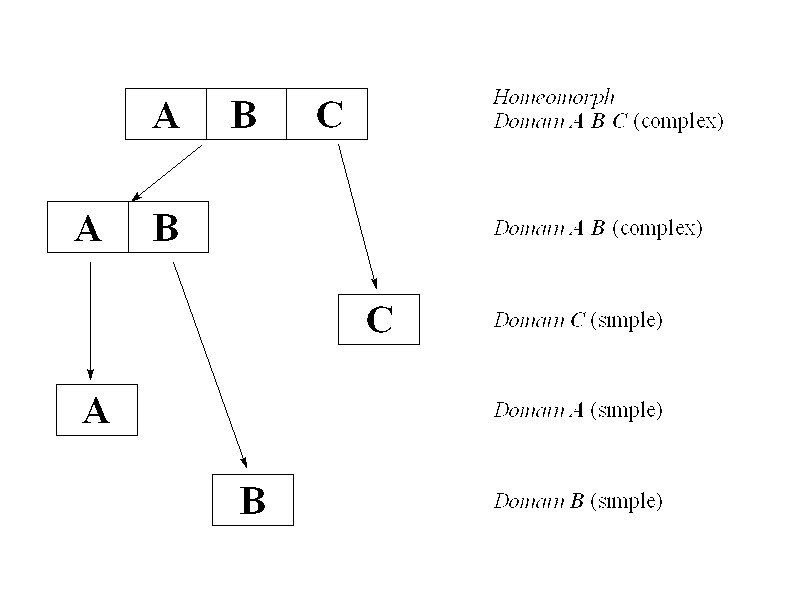 A B C
Homeomorph
Domain A B C (complex)
A B
Domain A B (complex)
C
Domain C (simple)
A
Domain A (simple)
B
Domain B (simple)